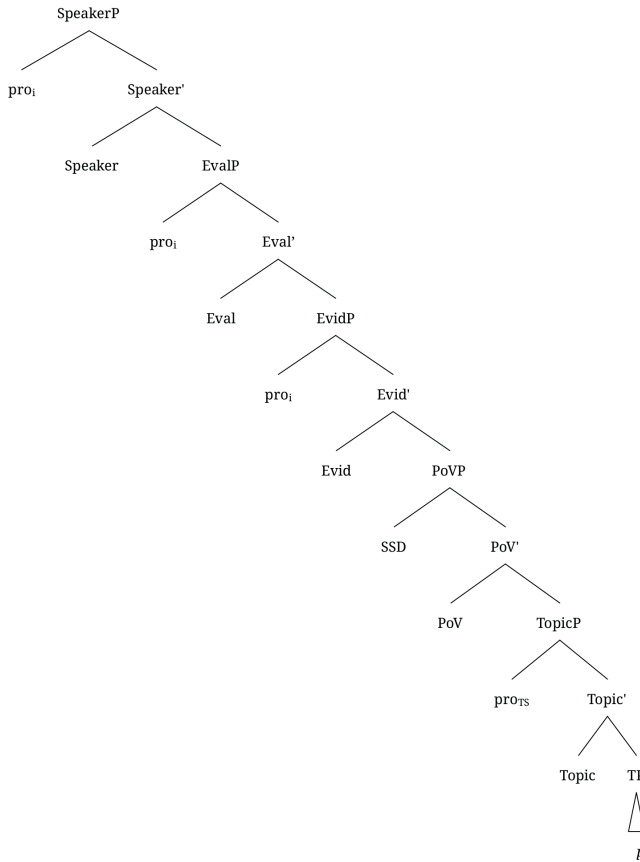 SpeakerP
proᵢ Speaker'
Speaker EvalP
proᵢ Eval’
Eval EvidP
proᵢ Evid'
Evid PoVP
SSD PoV'
PoV TopicP
pro_TS Topic'
Topic